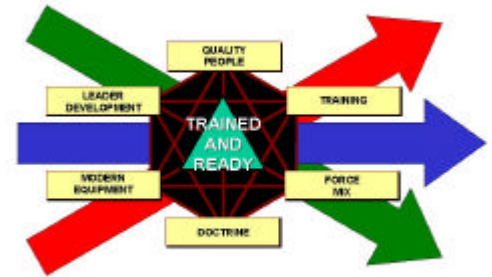 QUALITY
PEOPLE
LEADER
DEVELOPMENT
TRAINING
TRAINED
AND
READY
MODERN
EQUIPMENT
FORCE
MIX
DOCTRINE